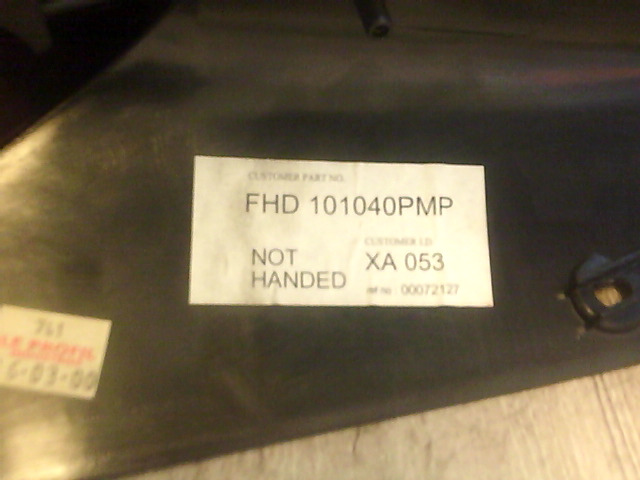 CUSTOMER PART NO.
FHD 101040PMP
CUSTOMER I.D
NOT HANDED
XA 053
00072127